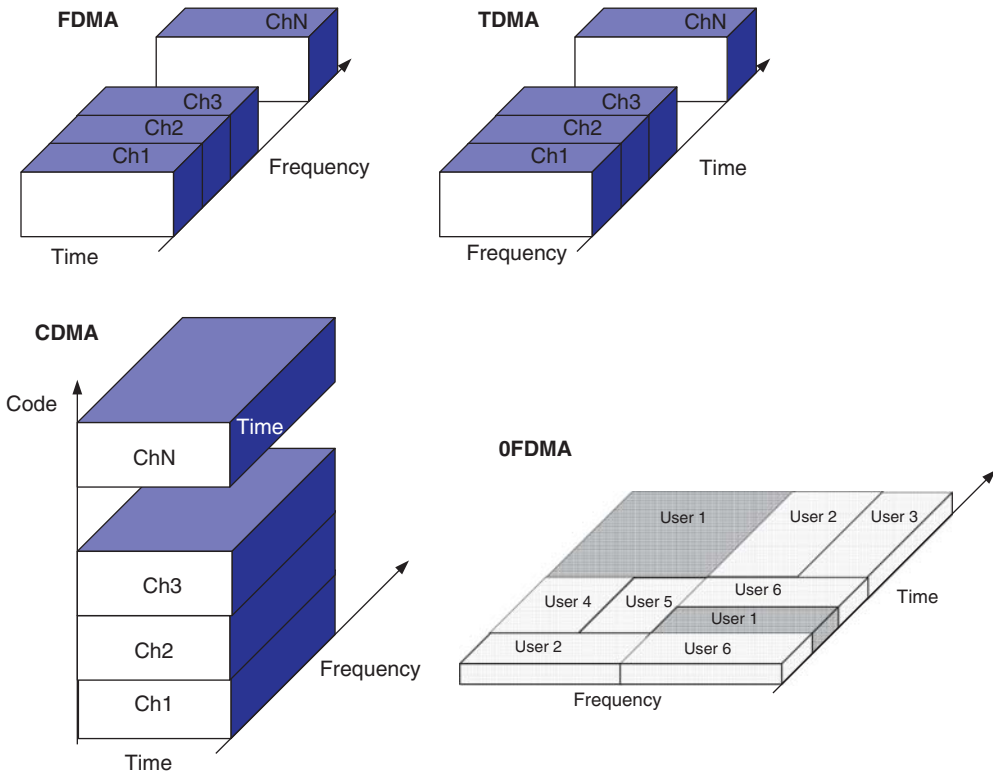 FDMA
ChN
Ch3
Ch2
Ch1
Frequency
Time
TDMA
ChN
Ch3
Ch2
Ch1
Time
Frequency
CDMA
Code
Time
ChN
Ch3
Ch2
Ch1
Frequency
Time
0FDMA
User 1
User 2
User 3
User 4
User 5
User 6
User 1
User 2
User 6
Time
Frequency